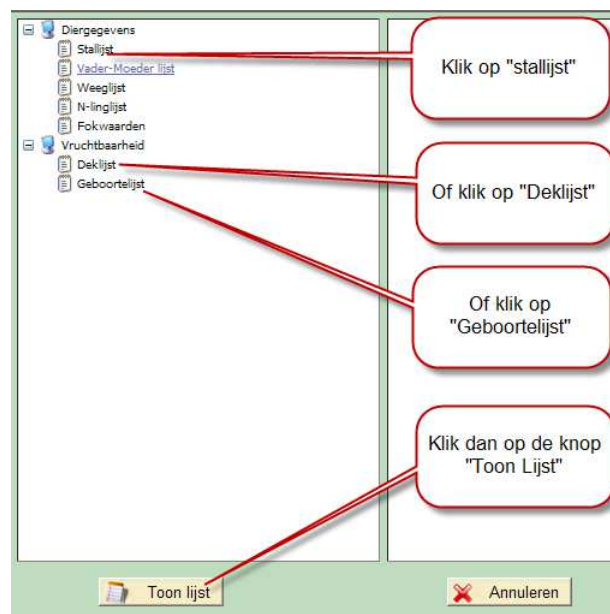 Diergegevens
Stallijst
Vader-Moeder lijst
Weeglijst
N-linglijst
Fokwaarden
Vruchtbaarheid
Deklijst
Geboortelijst
Klik op "stallijst"
Of klik op "Deklijst"
Of klik op
"Geboortelijst"
Klik dan op de knop
"Toon Lijst"
Toon lijst
Annuleren